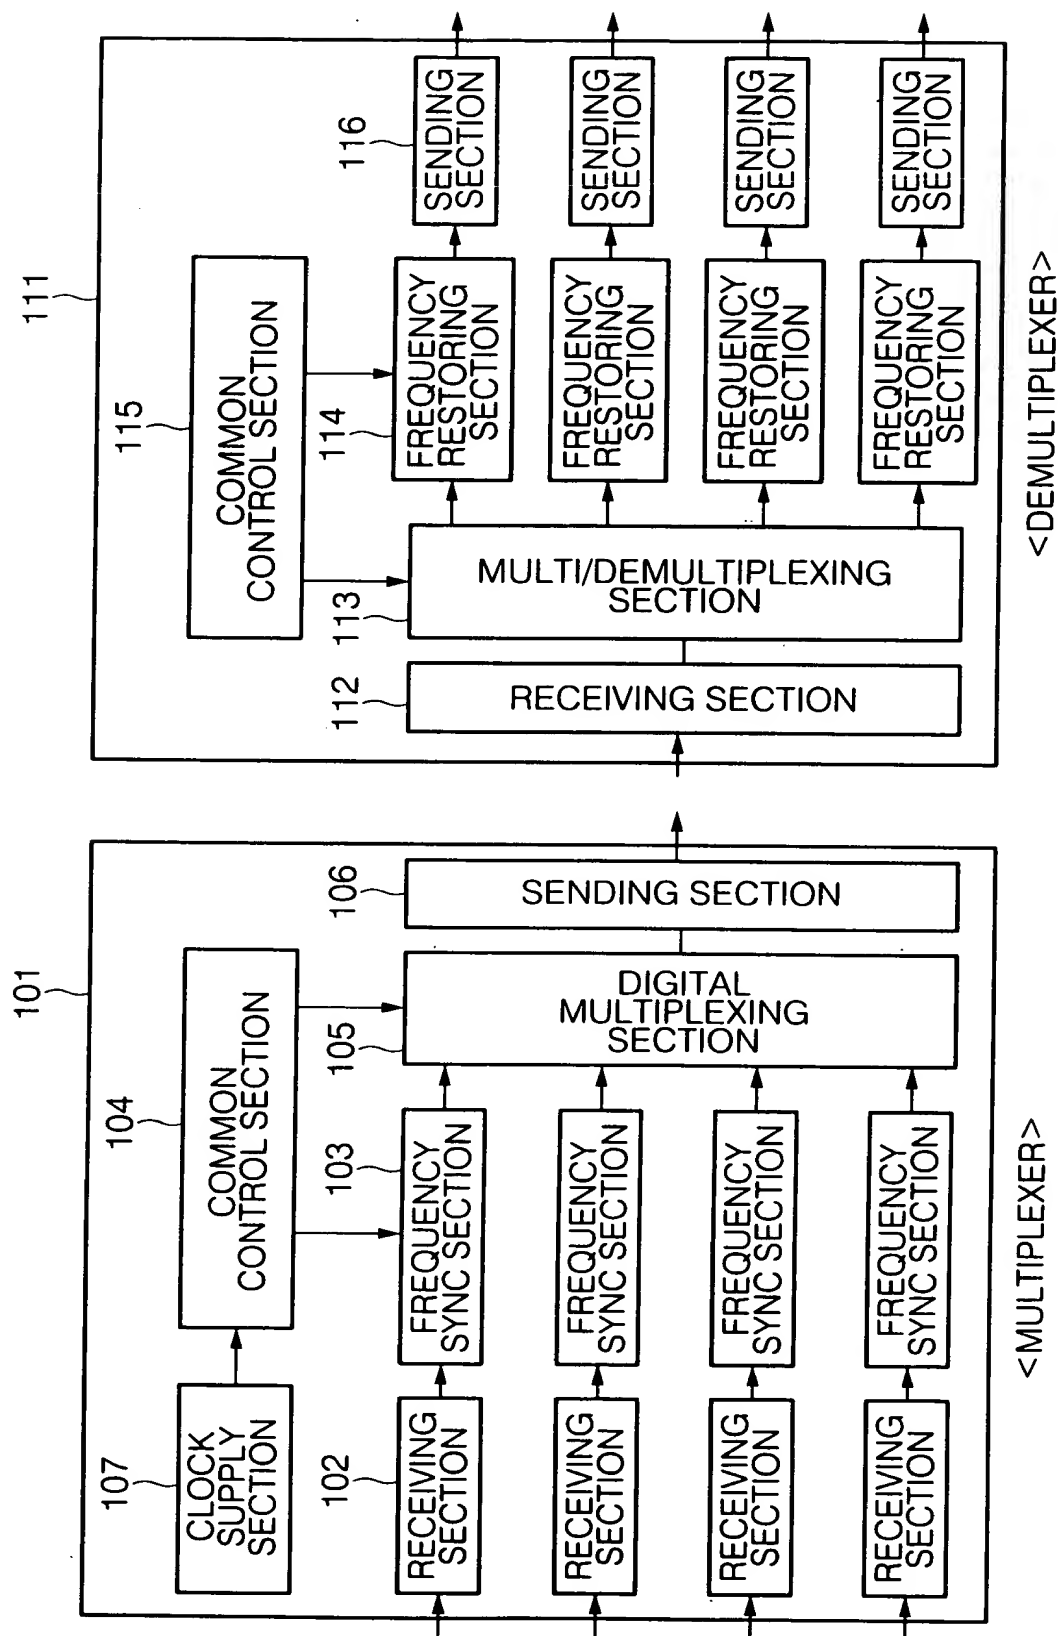 101
107
CLOCK
SUPPLY
SECTION
104
COMMON
CONTROL SECTION
102
RECEIVING
SECTION
103
FREQUENCY
SYNC SECTION
105
DIGITAL
MULTIPLEXING
SECTION
106
SENDING SECTION
RECEIVING
SECTION
FREQUENCY
SYNC SECTION
RECEIVING
SECTION
FREQUENCY
SYNC SECTION
RECEIVING
SECTION
FREQUENCY
SYNC SECTION
<MULTIPLEXER>
111
115
COMMON
CONTROL SECTION
112
RECEIVING SECTION
113
MULTI/DEMULTIPLEXING
SECTION
114
FREQUENCY
RESTORING
SECTION
116
SENDING
SECTION
FREQUENCY
RESTORING
SECTION
SENDING
SECTION
FREQUENCY
RESTORING
SECTION
SENDING
SECTION
FREQUENCY
RESTORING
SECTION
SENDING
SECTION
<DEMULTIPLEXER>